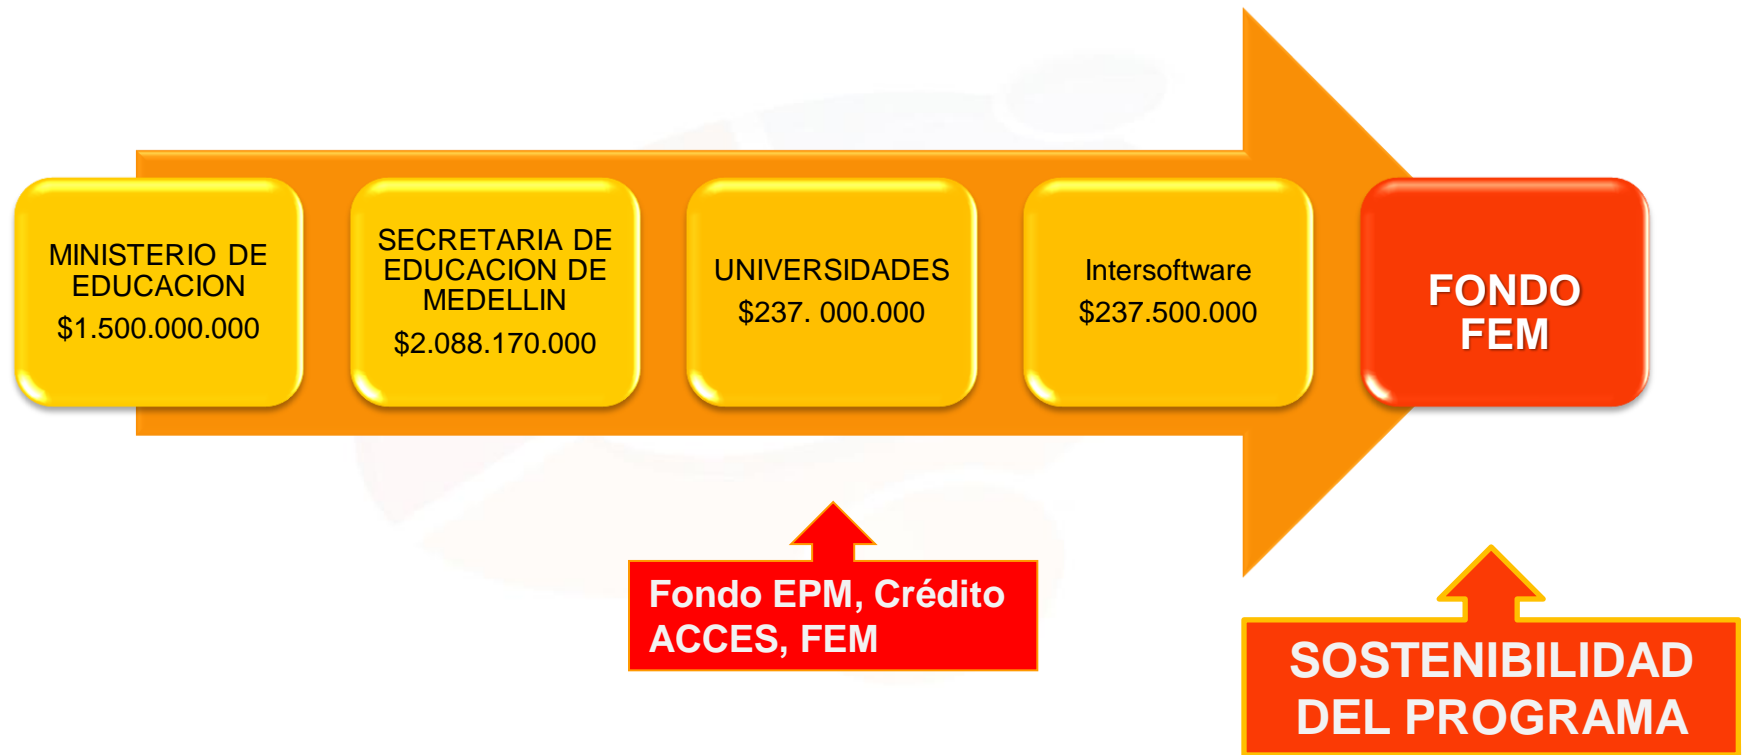 MINISTERIO DE
EDUCACION
$1.500.000.000
SECRETARIA DE
EDUCACION DE
MEDELLIN
$2.088.170.000
UNIVERSIDADES
$237. 000.000
Intersoftware
$237.500.000
FONDO
FEM
Fondo EPM, Crédito
ACCES, FEM
SOSTENIBILIDAD
DEL PROGRAMA